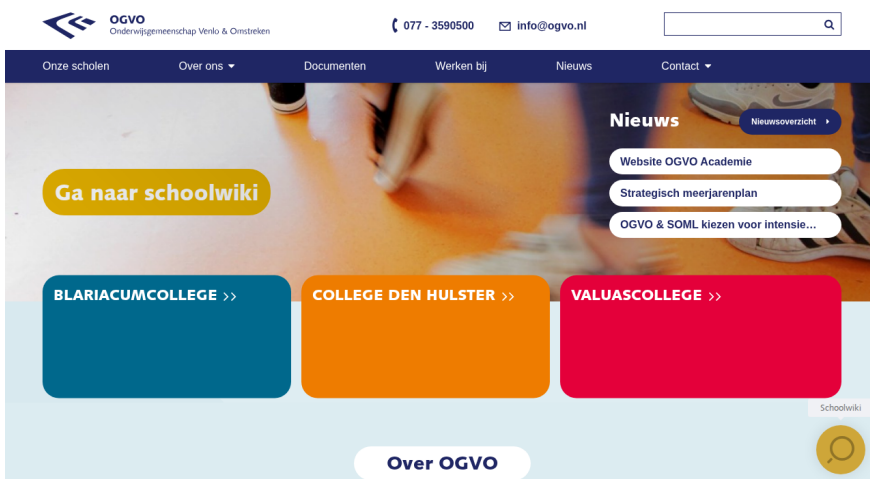 OGVO
Onderwijsgemeenschap Venlo & Omstreken
077 - 3590500
info@ogvo.nl
Onze scholen
Over ons
Documenten
Werken bij
Nieuws
Contact
Nieuws
Nieuwsoverzicht
Website OGVO Academie
Ga naar schoolwiki
Strategisch meerjarenplan
OGVO & SOML kiezen voor intensie…
BLARIACUMCOLLEGE >>
COLLEGE DEN HULSTER >>
VALUASCOLLEGE >>
Schoolwiki
Over OGVO